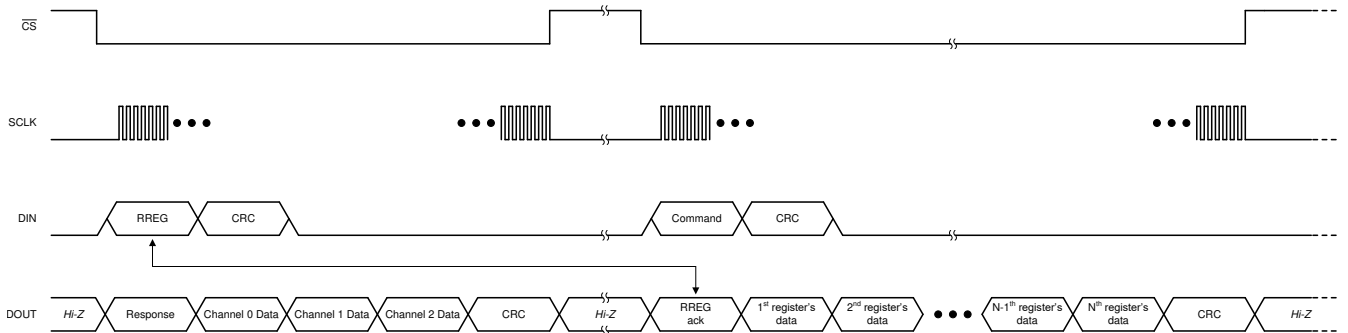 CS
SCLK
DIN
RREG
CRC
Command
CRC
DOUT
Hi-Z
Response
Channel 0 Data
Channel 1 Data
Channel 2 Data
CRC
Hi-Z
RREG
ack
1st register's
data
2nd register's
data
N-1th register's
data
Nth register's
data
CRC
Hi-Z